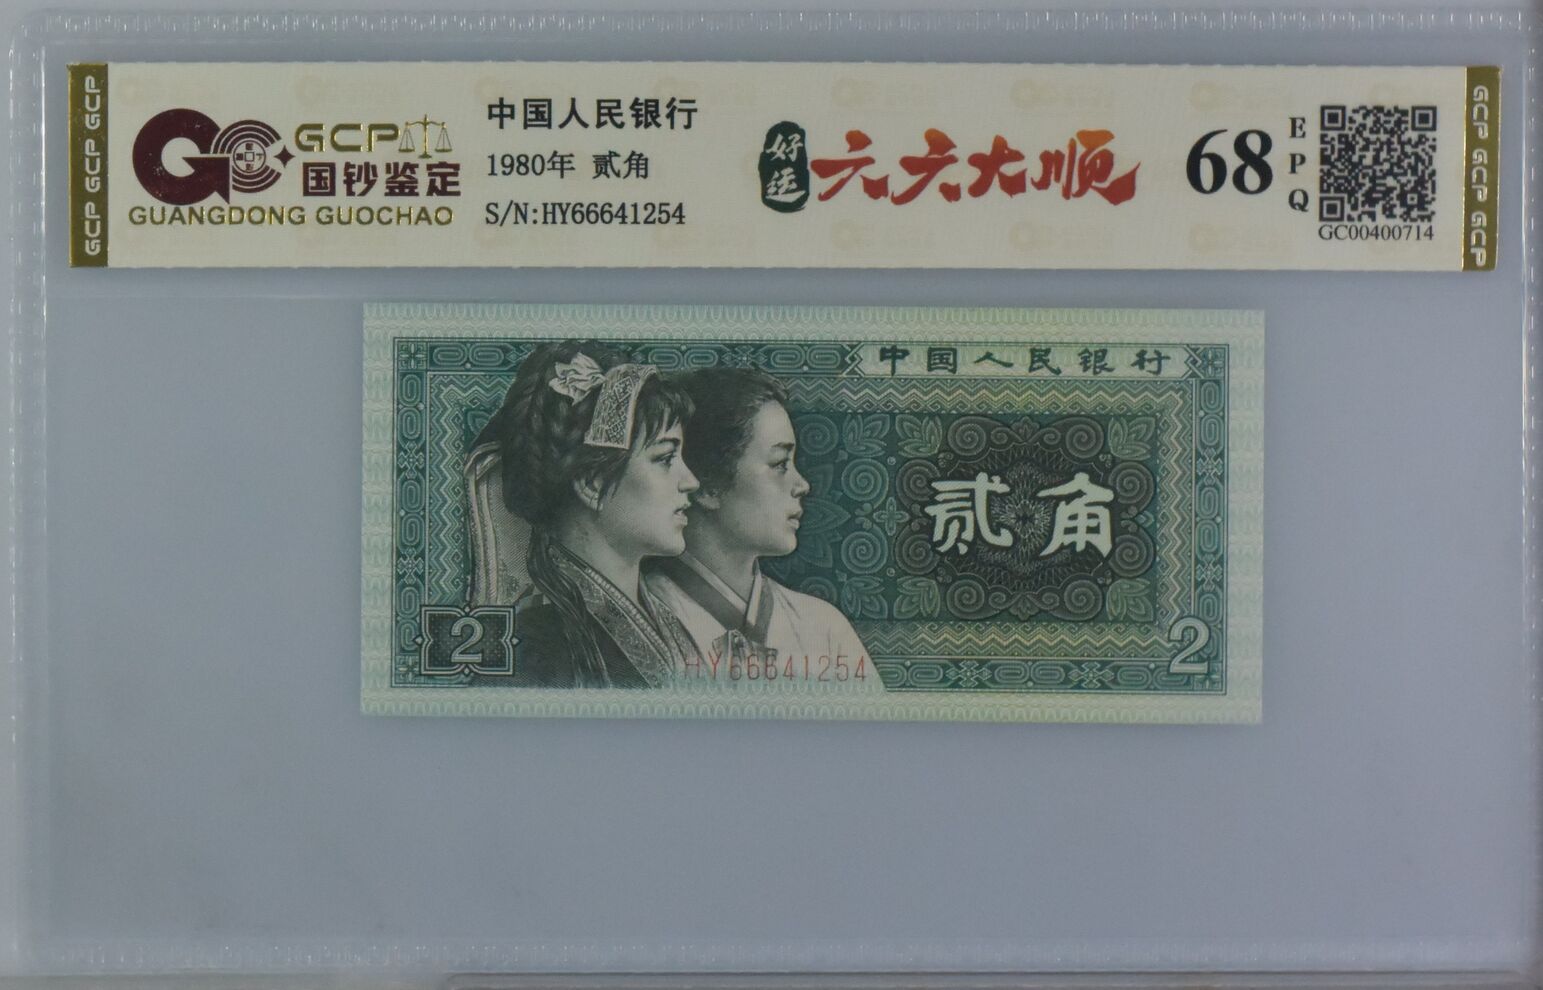 GCP GCP GCP
GCP
国钞鉴定
GUANGDONG GUOCHAO
中国人民银行
1980年 贰角
S/N:HY66641254
好运
六六大顺
68
EPQ
GC00400714
GCP GCP GCP
中国人民银行
贰角
2
2
HY66641254